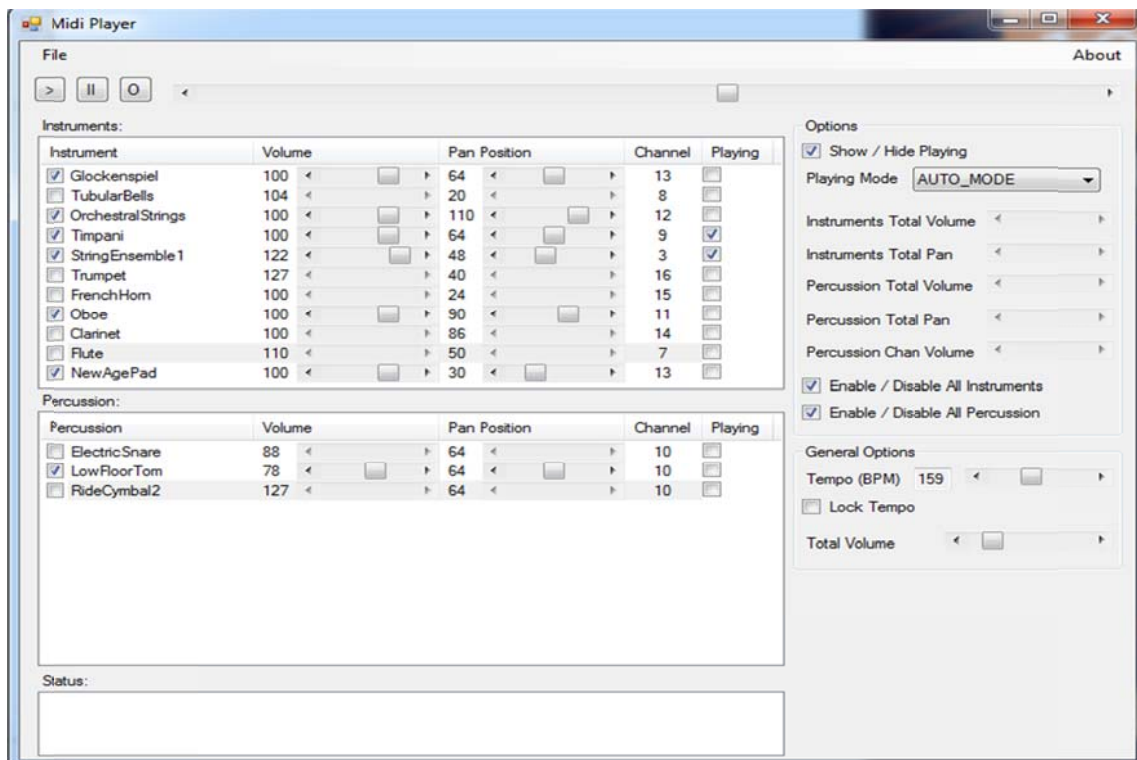 Midi Player
File About
> II O
Instruments:
Instrument Volume Pan Position Channel Playing
Glockenspiel 100 64 13
TubularBells 104 20 8
OrchestralStrings 100 110 12
Timpani 100 64 9
StringEnsemble1 122 48 3
Trumpet 127 40 16
FrenchHorn 100 24 15
Oboe 100 90 11
Clarinet 100 86 14
Flute 110 50 7
NewAgePad 100 30 13
Percussion:
Percussion Volume Pan Position Channel Playing
ElectricSnare 88 64 10
LowFloorTom 78 64 10
RideCymbal2 127 64 10
Status:
Options
Show / Hide Playing
Playing Mode AUTO_MODE
Instruments Total Volume
Instruments Total Pan
Percussion Total Volume
Percussion Total Pan
Percussion Chan Volume
Enable / Disable All Instruments
Enable / Disable All Percussion
General Options
Tempo (BPM) 159
Lock Tempo
Total Volume